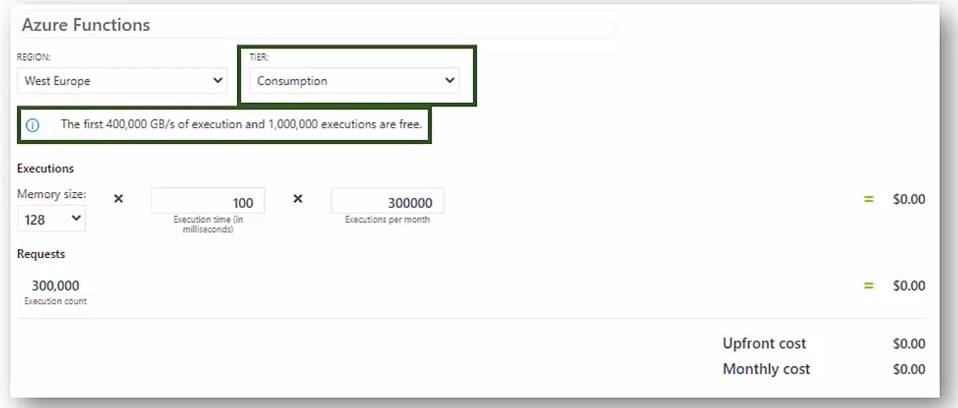 Azure Functions
REGION: TIER:
West Europe Consumption
The first 400,000 GB/s of execution and 1,000,000 executions are free.
Executions
Memory size:
128 × 100 × 300000 = $0.00
Execution time (in Executions per month
milliseconds)
Requests
300,000 = $0.00
Execution count
Upfront cost $0.00
Monthly cost $0.00